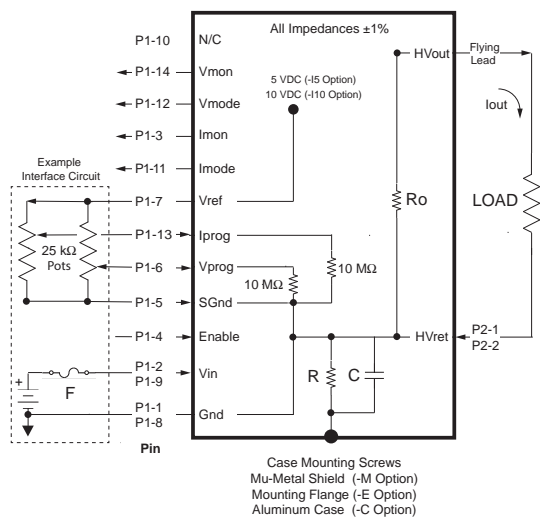 All Impedances ±1%
P1-10 N/C
P1-14 Vmon
P1-12 Vmode
P1-3 Imon
P1-11 Imode
P1-7 Vref
P1-13 Iprog
P1-6 Vprog
P1-5 SGnd
P1-4 Enable
P1-2
P1-9
Vin
P1-1
P1-8
Gnd
Pin
5 VDC (-I5 Option)
10 VDC (-I10 Option)
Example
Interface Circuit
25 kΩ
Pots
+
F
10 MΩ
10 MΩ
Ro
R
C
HVout
Flying
Lead
Iout
LOAD
HVret
P2-1
P2-2
Case Mounting Screws
Mu-Metal Shield (-M Option)
Mounting Flange (-E Option)
Aluminum Case (-C Option)